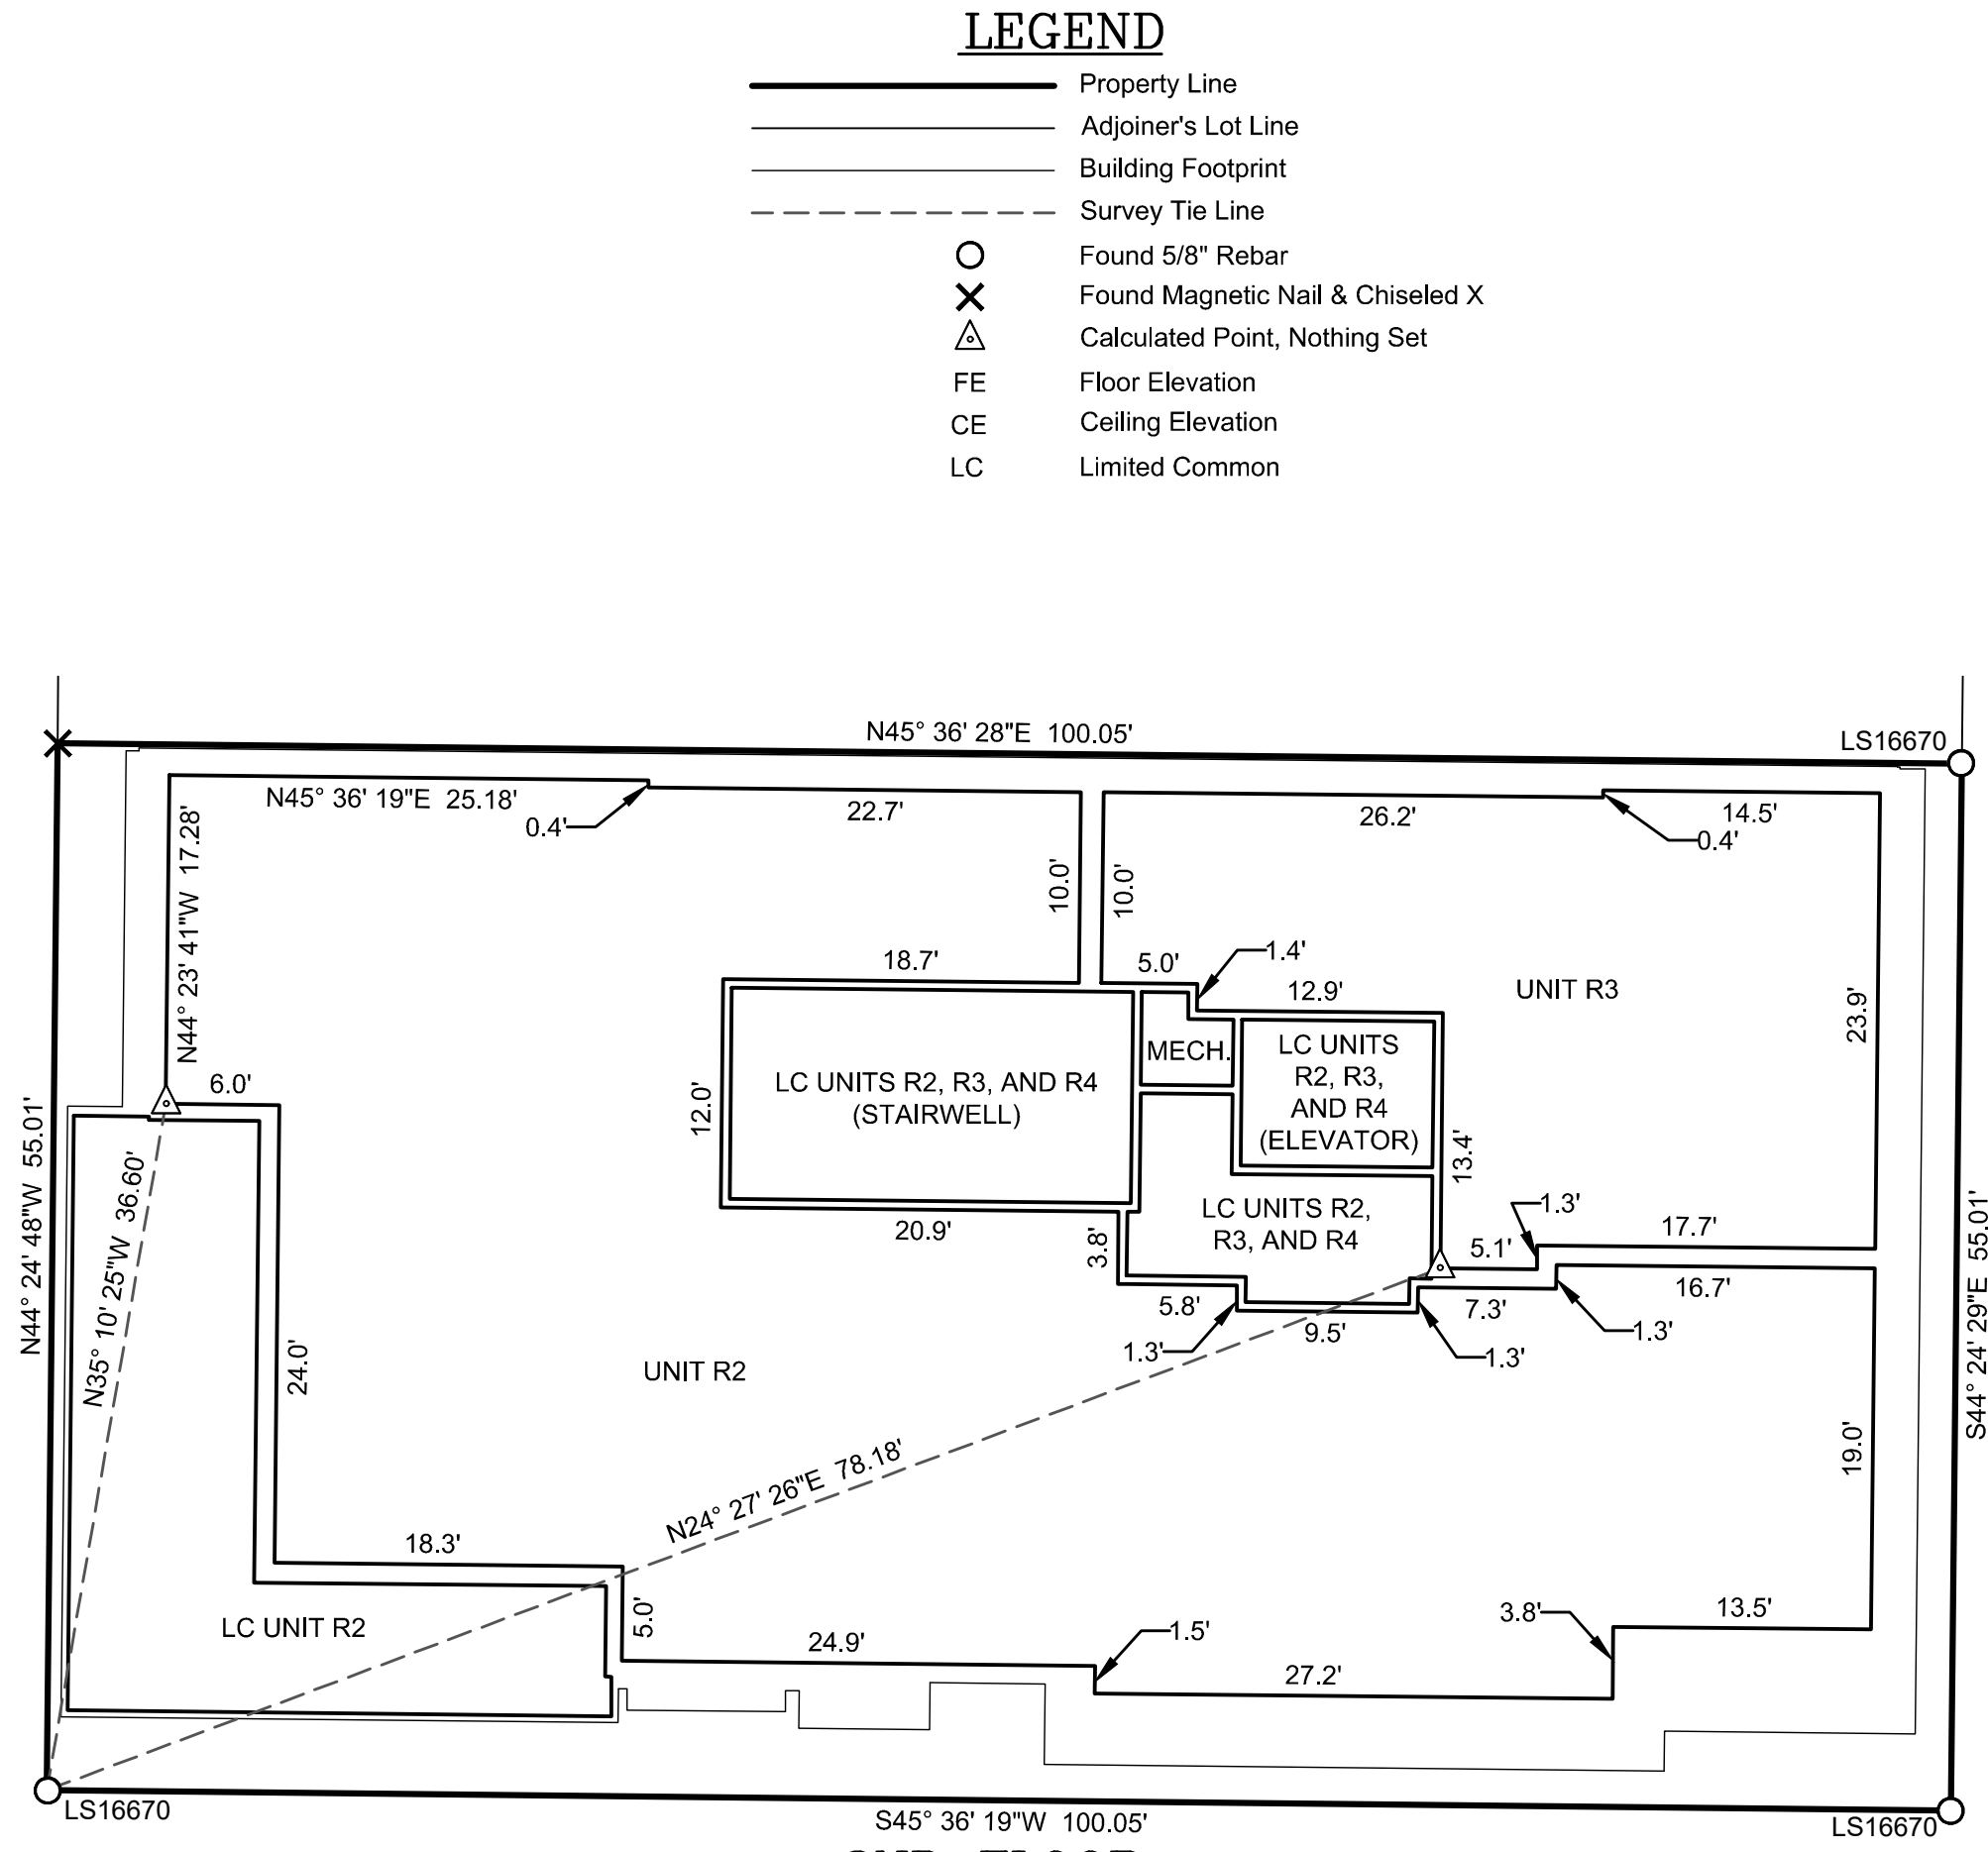 LEGEND
Property Line
Adjoiner's Lot Line
Building Footprint
Survey Tie Line
Found 5/8" Rebar
Found Magnetic Nail & Chiseled X
Calculated Point, Nothing Set
FE Floor Elevation
CE Ceiling Elevation
LC Limited Common
N45° 36' 28"E 100.05'
LS16670
N45° 36' 19"E 25.18'
0.4'
22.7'
26.2'
14.5'
0.4'
N44° 23' 41"W 17.28'
10.0'
10.0'
18.7'
5.0'
1.4'
12.9'
UNIT R3
23.9'
6.0'
12.0'
LC UNITS R2, R3, AND R4
(STAIRWELL)
MECH.
LC UNITS
R2, R3,
AND R4
(ELEVATOR)
13.4'
N44° 24' 48"W 55.01'
N35° 10' 25"W 36.60'
20.9'
3.8'
LC UNITS R2,
R3, AND R4
5.1'
1.3'
17.7'
S44° 24' 29"E 55.01'
5.8'
1.3'
9.5'
1.3'
7.3'
1.3'
16.7'
24.0'
UNIT R2
N24° 27' 26"E 78.18'
19.0'
18.3'
LC UNIT R2
5.0'
24.9'
1.5'
27.2'
3.8'
13.5'
LS16670
S45° 36' 19"W 100.05'
LS16670